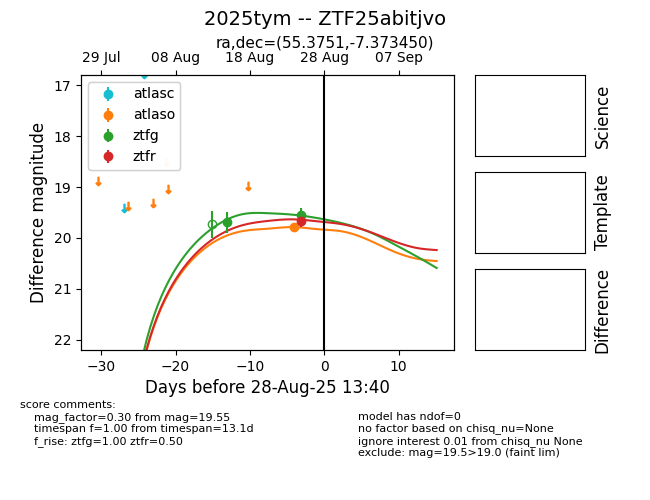 2025tym -- ZTF25abitjvo
ra,dec=(55.3751,-7.373450)
29 Jul 08 Aug 18 Aug 28 Aug 07 Sep
17
18
19
20
21
22
Difference magnitude
atlasc
atlaso
ztfg
ztfr
−30 −20 −10 0 10
Days before 28-Aug-25 13:40
Science
Template
Difference
score comments:
mag_factor=0.30 from mag=19.55
timespan f=1.00 from timespan=13.1d
f_rise: ztfg=1.00 ztfr=0.50
model has ndof=0
no factor based on chisq_nu=None
ignore interest 0.01 from chisq_nu None
exclude: mag=19.5>19.0 (faint lim)